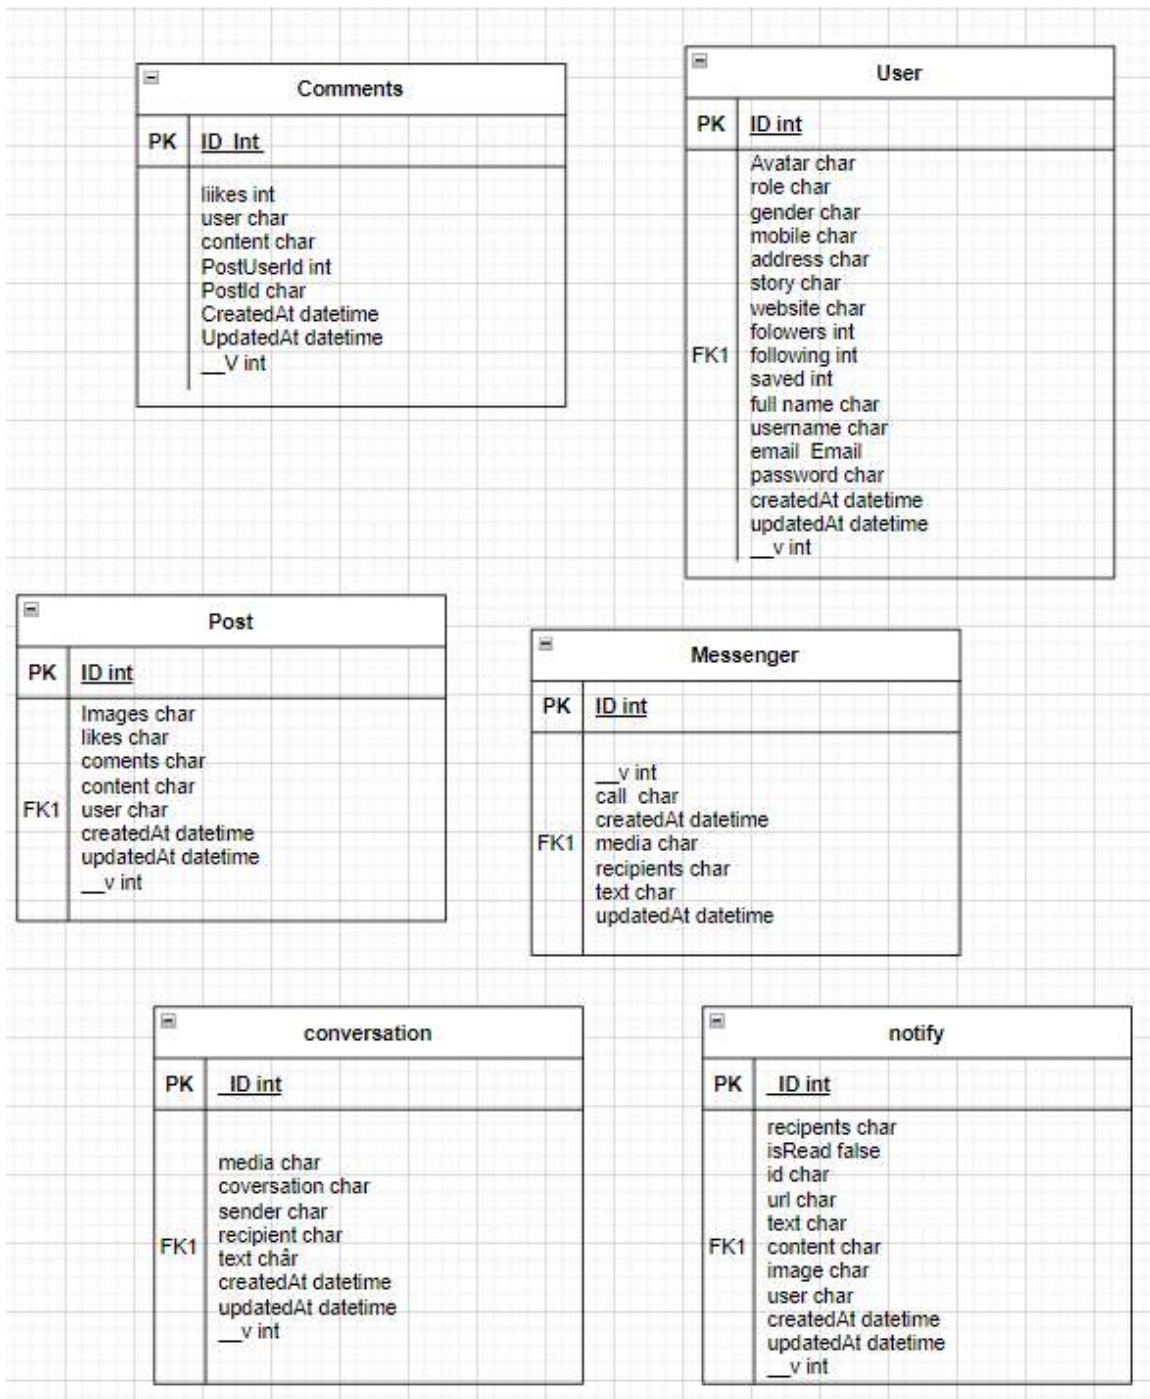 Comments
PK ID Int
liikes int
user char
content char
PostUserId int
PostId char
CreatedAt datetime
UpdatedAt datetime
__V int
User
PK ID int
Avatar char
role char
gender char
mobile char
address char
story char
website char
folowers int
FK1 following int
saved int
full name char
username char
email Email
password char
createdAt datetime
updatedAt datetime
__v int
Post
PK ID int
Images char
likes char
coments char
content char
FK1 user char
createdAt datetime
updatedAt datetime
__v int
Messenger
PK ID int
__v int
call char
createdAt datetime
FK1 media char
recipients char
text char
updatedAt datetime
conversation
PK _ID int
media char
coversation char
sender char
recipient char
FK1 text châr
createdAt datetime
updatedAt datetime
__v int
notify
PK _ID int
recipents char
isRead false
id char
url char
text char
FK1 content char
image char
user char
createdAt datetime
updatedAt datetime
__v int